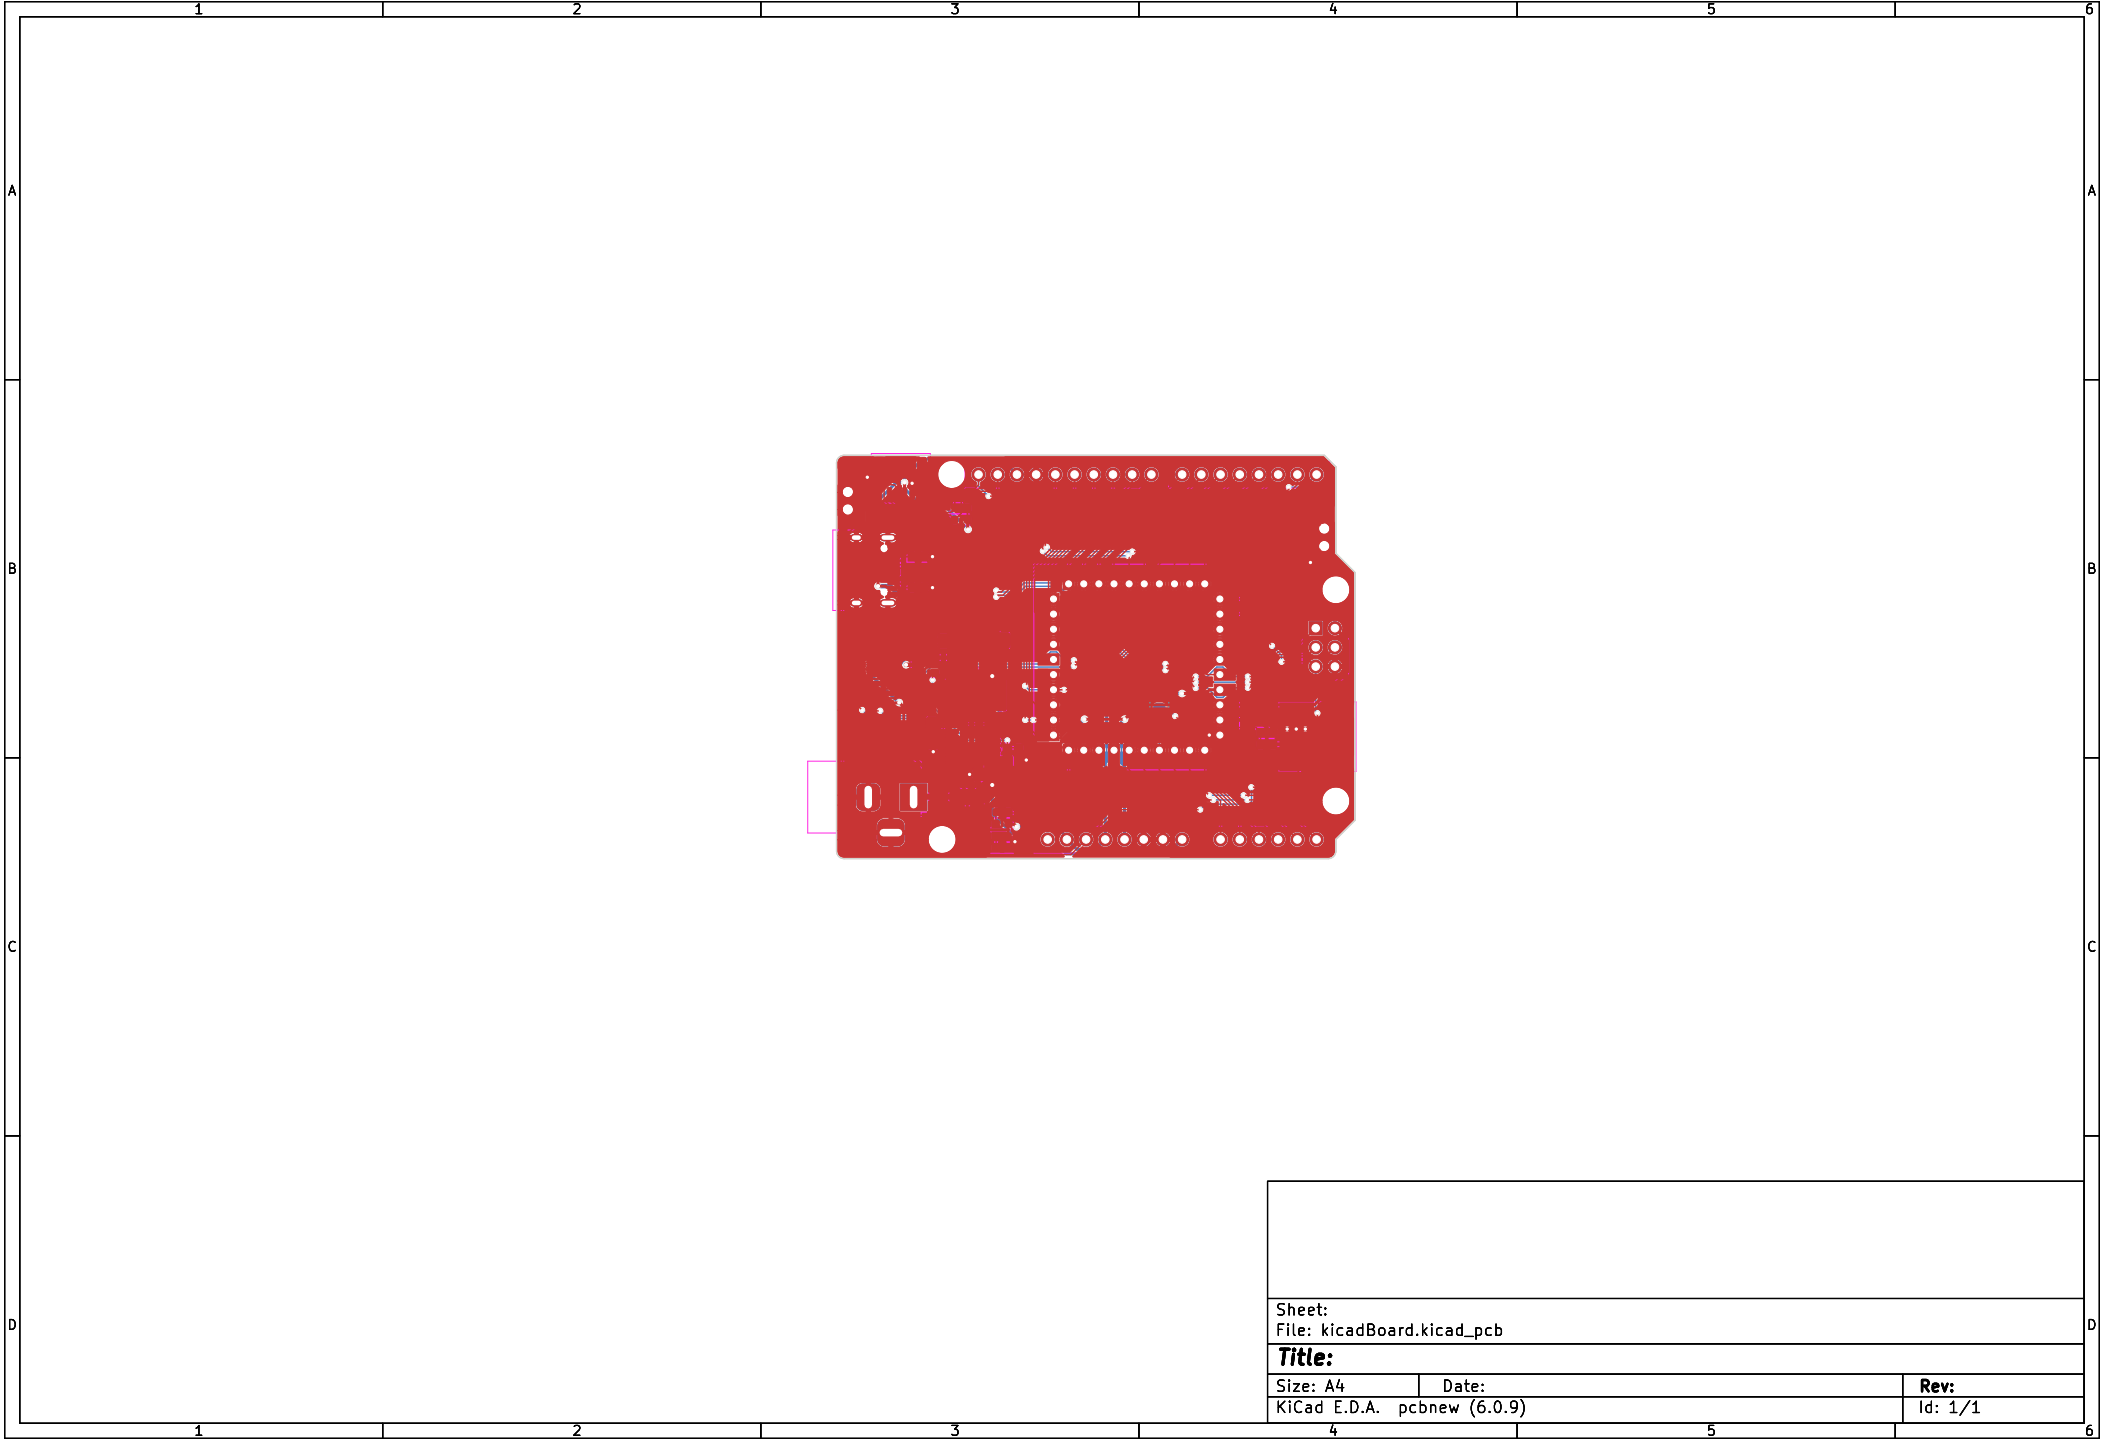 1 2 3 4 5 6
A A
B B
C C
D D
Sheet:
File: kicadBoard.kicad_pcb
Title:
Size: A4 Date: Rev:
KiCad E.D.A. pcbnew (6.0.9) Id: 1/1
1 2 3 4 5 6